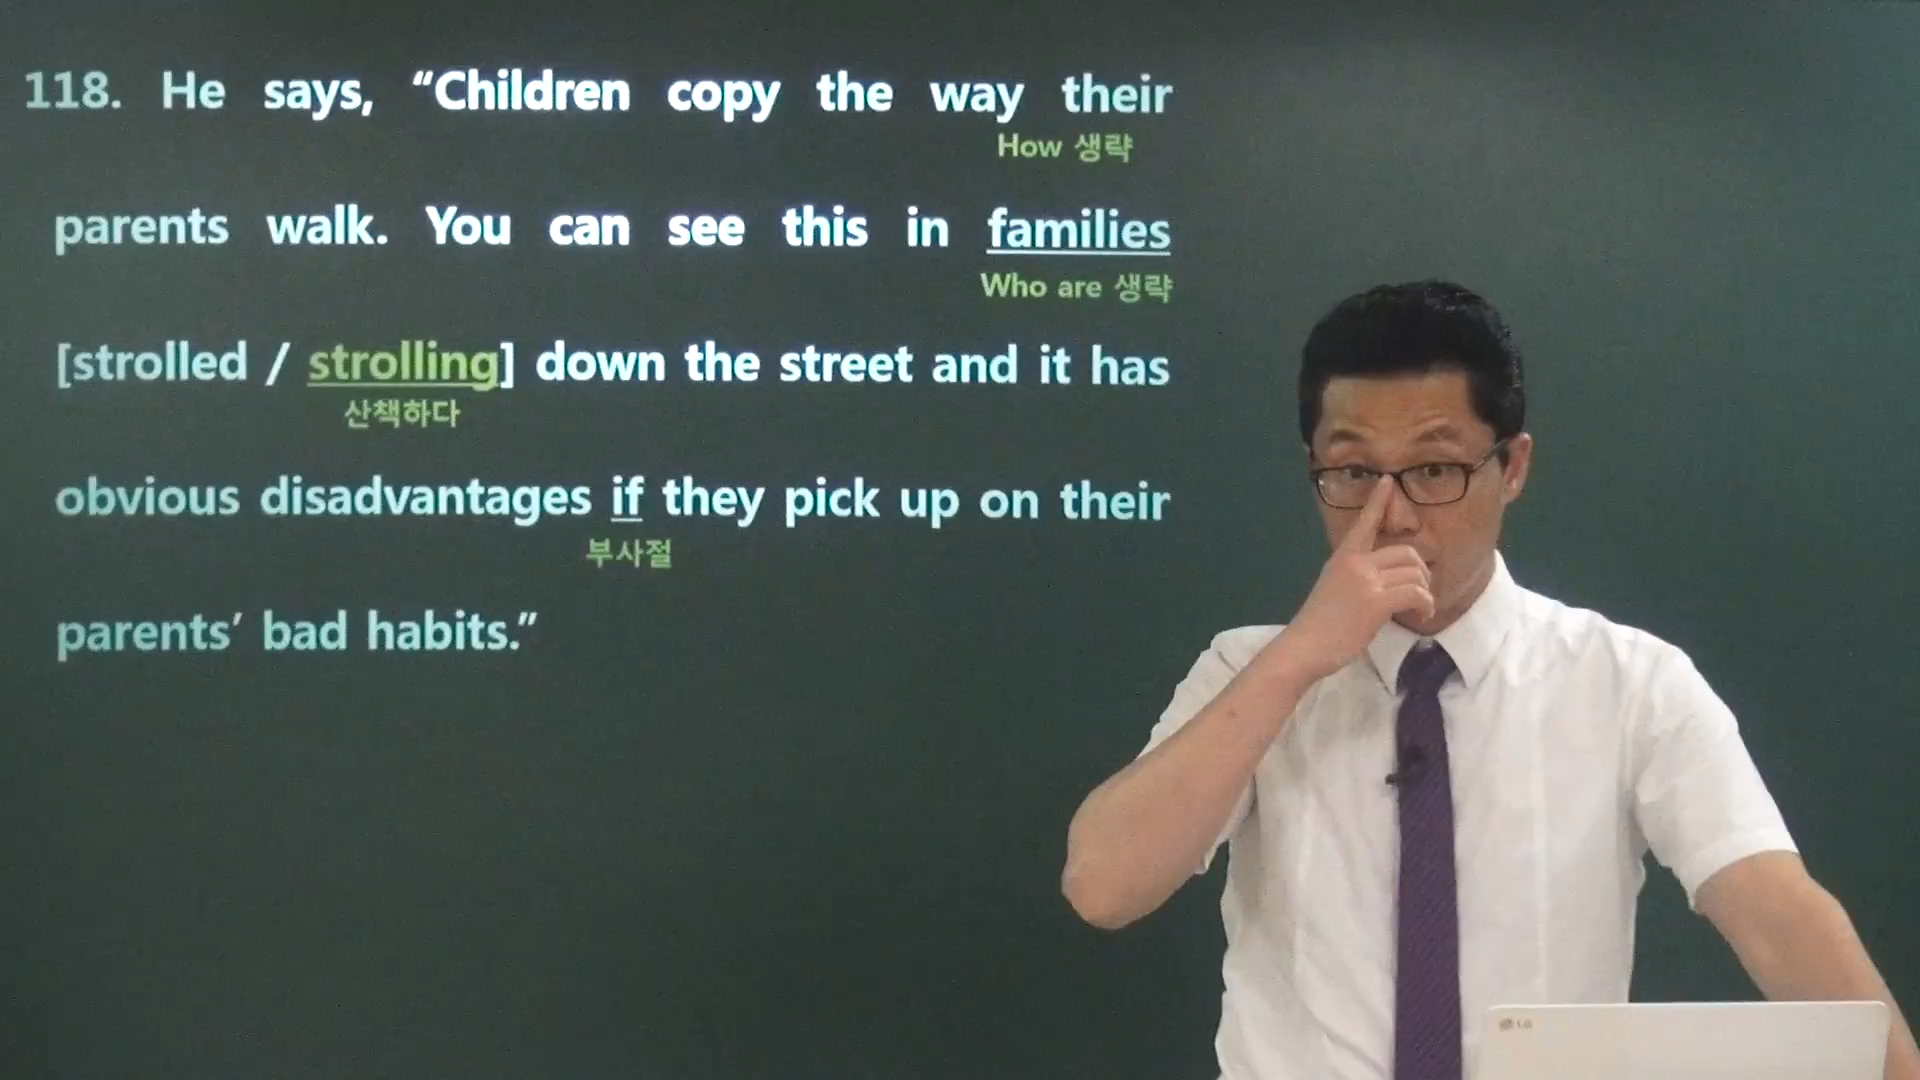 118. He says, “Children copy the way their
How 생략
parents walk. You can see this in families
Who are 생략
[strolled / strolling] down the street and it has
산책하다
obvious disadvantages if they pick up on their
부사절
parents’ bad habits.”
LG